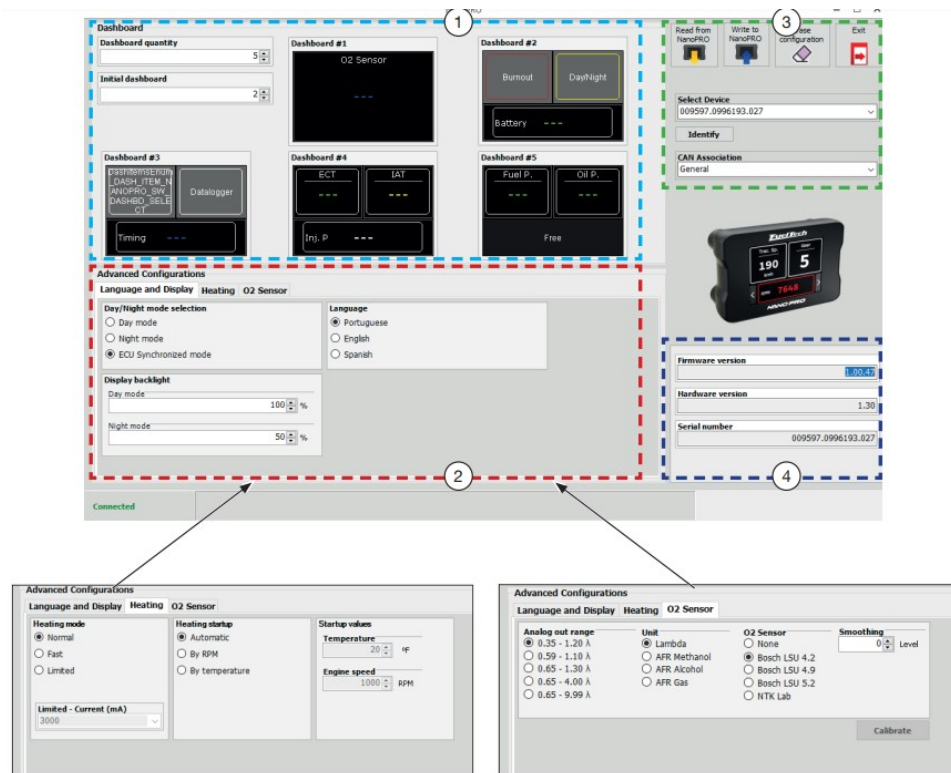 Dashboard
Dashboard quantity
5
Initial dashboard
2
Dashboard #1
O2 Sensor
---
Dashboard #2
Burnout
Day/Night
Battery ---
Dashboard #3
DashItemsEnum
_DASH_ITEM_N
ANOPRO_SW_
DASHBD_SELE
CT
Datalogger
Timing ---
Dashboard #4
ECT IAT
--- ---
Inj. P ---
Dashboard #5
Fuel P. Oil P.
--- ---
Free
1
Advanced Configurations
Language and Display Heating O2 Sensor
Day/Night mode selection
Day mode
Night mode
ECU Synchronized mode
Language
Portuguese
English
Spanish
Display backlight
Day mode
100 %
Night mode
50 %
2
Connected
3
Read from
NanoPRO
Write to
NanoPRO
configuration
Exit
Select Device
009597.0996193.027
Identify
CAN Association
General
FuelTech
190
5
7648
NANO PRO
Firmware version
1.00.47
Hardware version
1.30
Serial number
009597.0996193.027
4
Advanced Configurations
Language and Display Heating O2 Sensor
Heating mode
Normal
Fast
Limited
Limited - Current (mA)
3000
Heating startup
Automatic
By RPM
By temperature
Startup values
Temperature
20 ºF
Engine speed
1000 RPM
Advanced Configurations
Language and Display Heating O2 Sensor
Analog out range
0.35 - 1.20 λ
0.59 - 1.10 λ
0.65 - 1.30 λ
0.65 - 4.00 λ
0.65 - 9.99 λ
Unit
Lambda
AFR Methanol
AFR Alcohol
AFR Gas
O2 Sensor
None
Bosch LSU 4.2
Bosch LSU 4.9
Bosch LSU 5.2
NTK Lab
Smoothing
0 Level
Calibrate